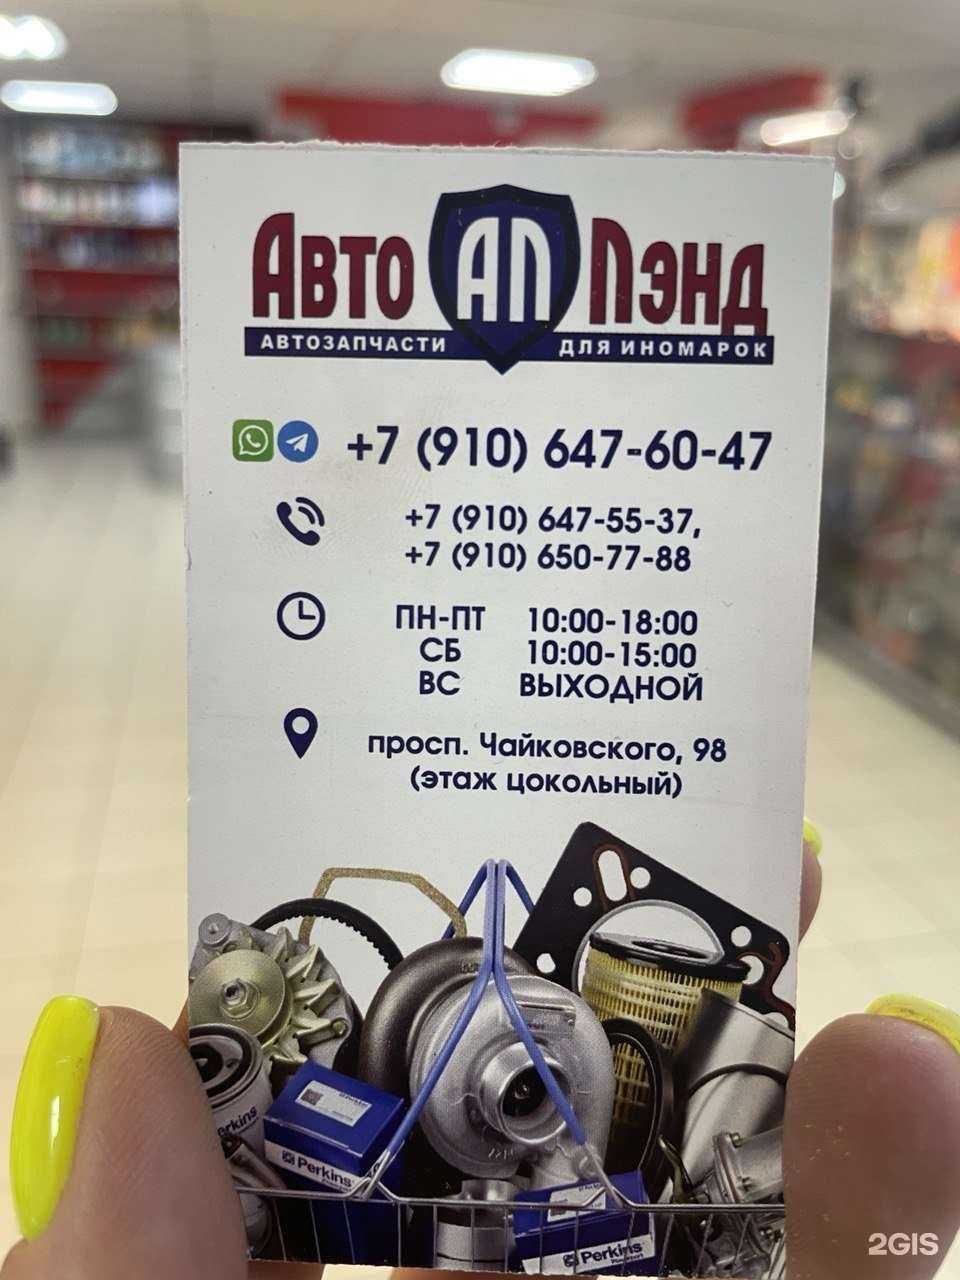 АВТО АП ЛЭНД
АВТОЗАПЧАСТИ ДЛЯ ИНОМАРОК
+7 (910) 647-60-47
+7 (910) 647-55-37,
+7 (910) 650-77-88
ПН-ПТ 10:00-18:00
СБ 10:00-15:00
ВС ВЫХОДНОЙ
просп. Чайковского, 98
(этаж цокольный)
erkins
Perkins
Perkins
2GIS